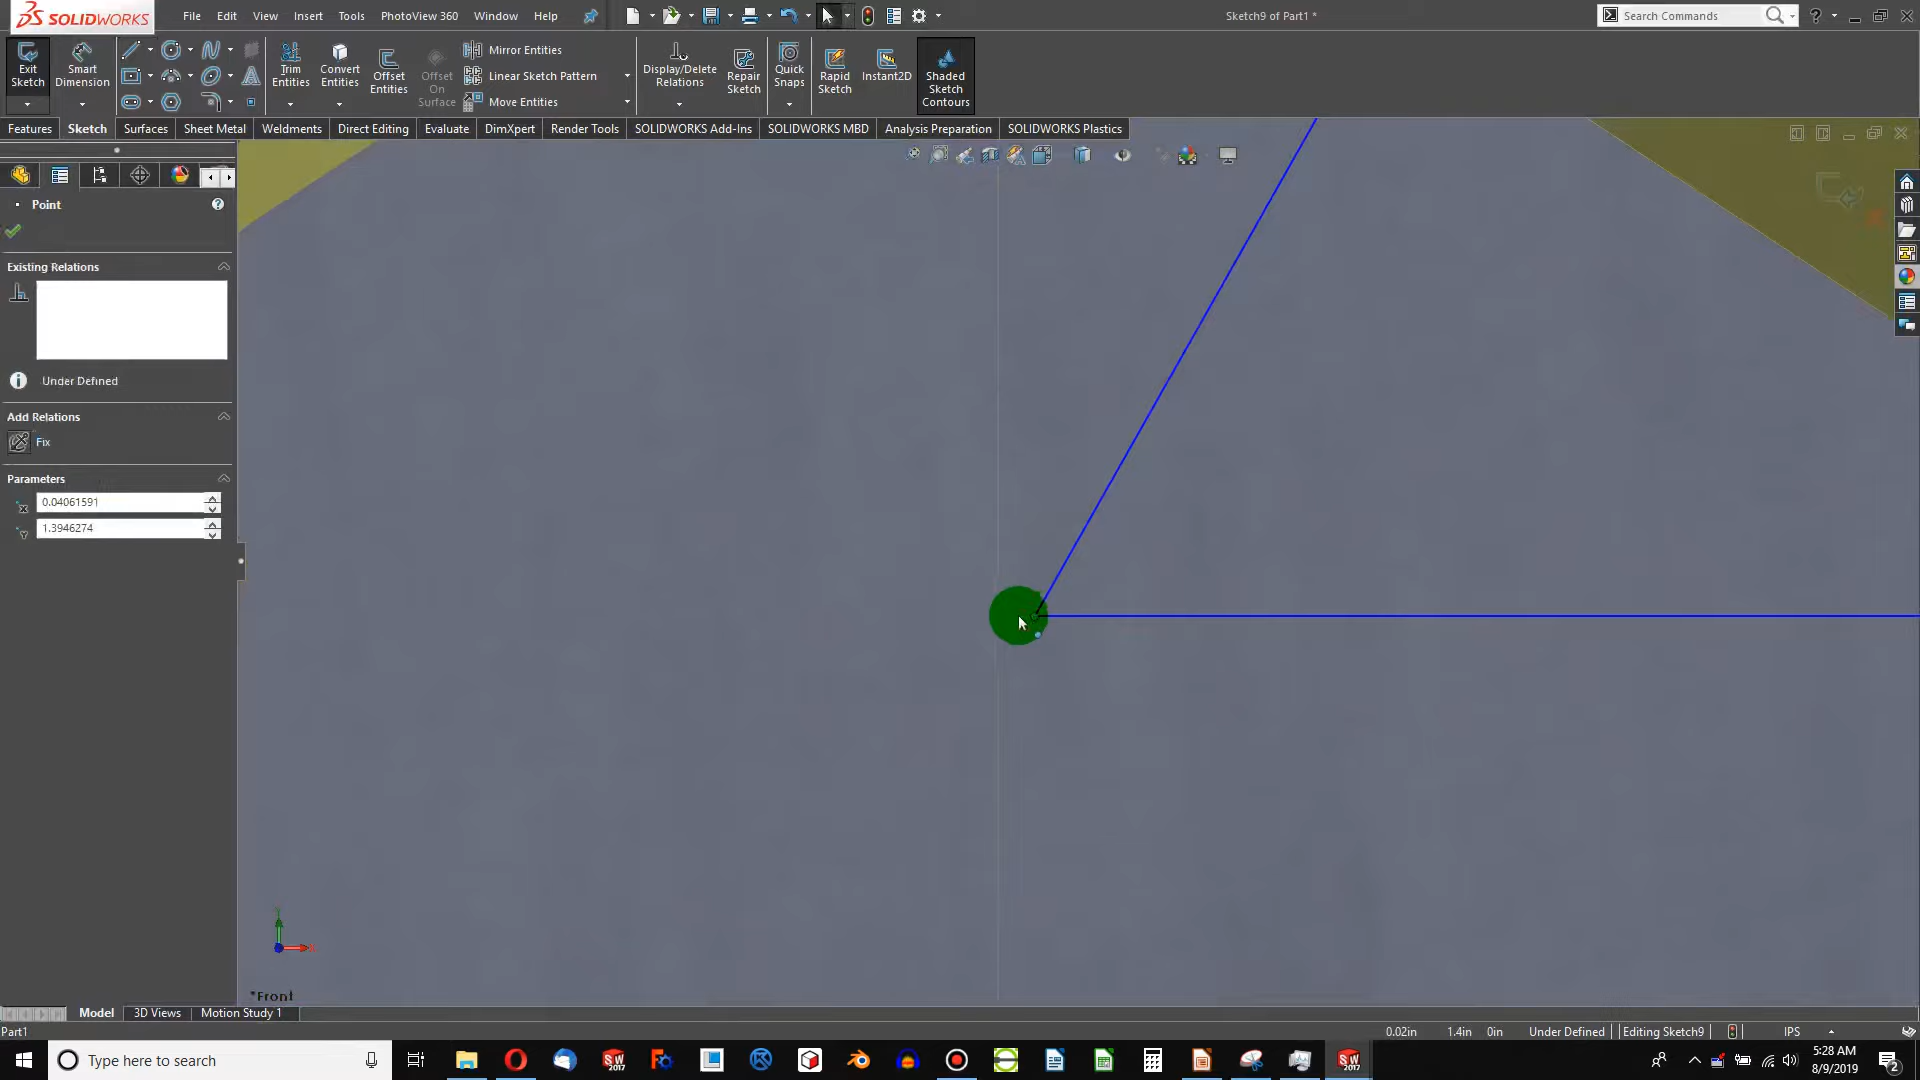 SOLIDWORKS File Edit View Insert Tools PhotoView 360 Window Help Sketch9 of Part1 * Search Commands
Exit Sketch
Smart Dimension
Trim Entities
Convert Entities
Offset Entities
Offset On Surface
Mirror Entities
Linear Sketch Pattern
Move Entities
Display/Delete Relations
Repair Sketch
Quick Snaps
Rapid Sketch
Instant2D
Shaded Sketch Contours
Features Sketch Surfaces Sheet Metal Weldments Direct Editing Evaluate DimXpert Render Tools SOLIDWORKS Add-Ins SOLIDWORKS MBD Analysis Preparation SOLIDWORKS Plastics
Point
Existing Relations
Under Defined
Add Relations
Fix
Parameters
0.04061591
1.3946274
*Front
Model 3D Views Motion Study 1
Part1 0.02in 1.4in 0in Under Defined Editing Sketch9 IPS
Type here to search
SW 2017
SW 2017
5:28 AM
8/9/2019
2